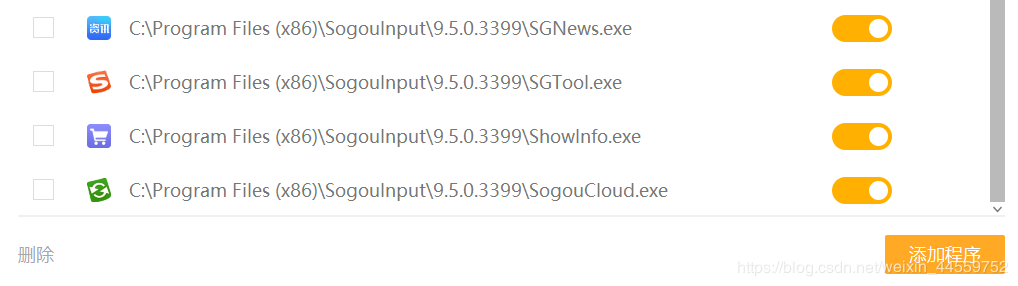 资讯 C:\Program Files (x86)\SogouInput\9.5.0.3399\SGNews.exe
S C:\Program Files (x86)\SogouInput\9.5.0.3399\SGTool.exe
C:\Program Files (x86)\SogouInput\9.5.0.3399\ShowInfo.exe
C:\Program Files (x86)\SogouInput\9.5.0.3399\SogouCloud.exe
删除 添加程序
https://blog.csdn.net/weixin_44559752